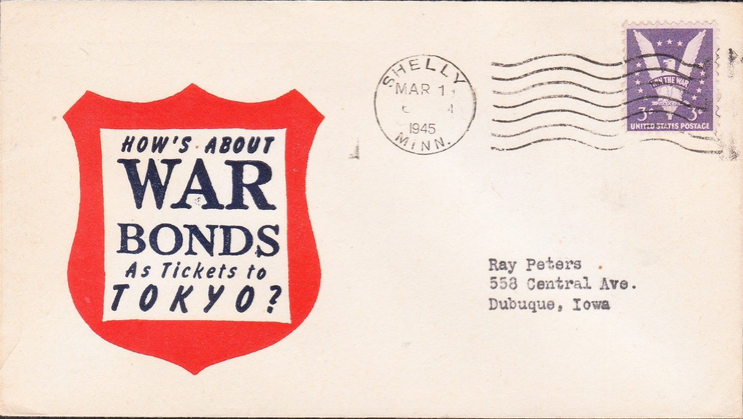 HOW'S ABOUT
WAR
BONDS
As Tickets to
TOKYO?
SHELLY
MAR 1
1945
MINN.
WIN THE WAR
3¢ 3¢
UNITED STATES POSTAGE
Ray Peters
558 Central Ave.
Dubuque, Iowa